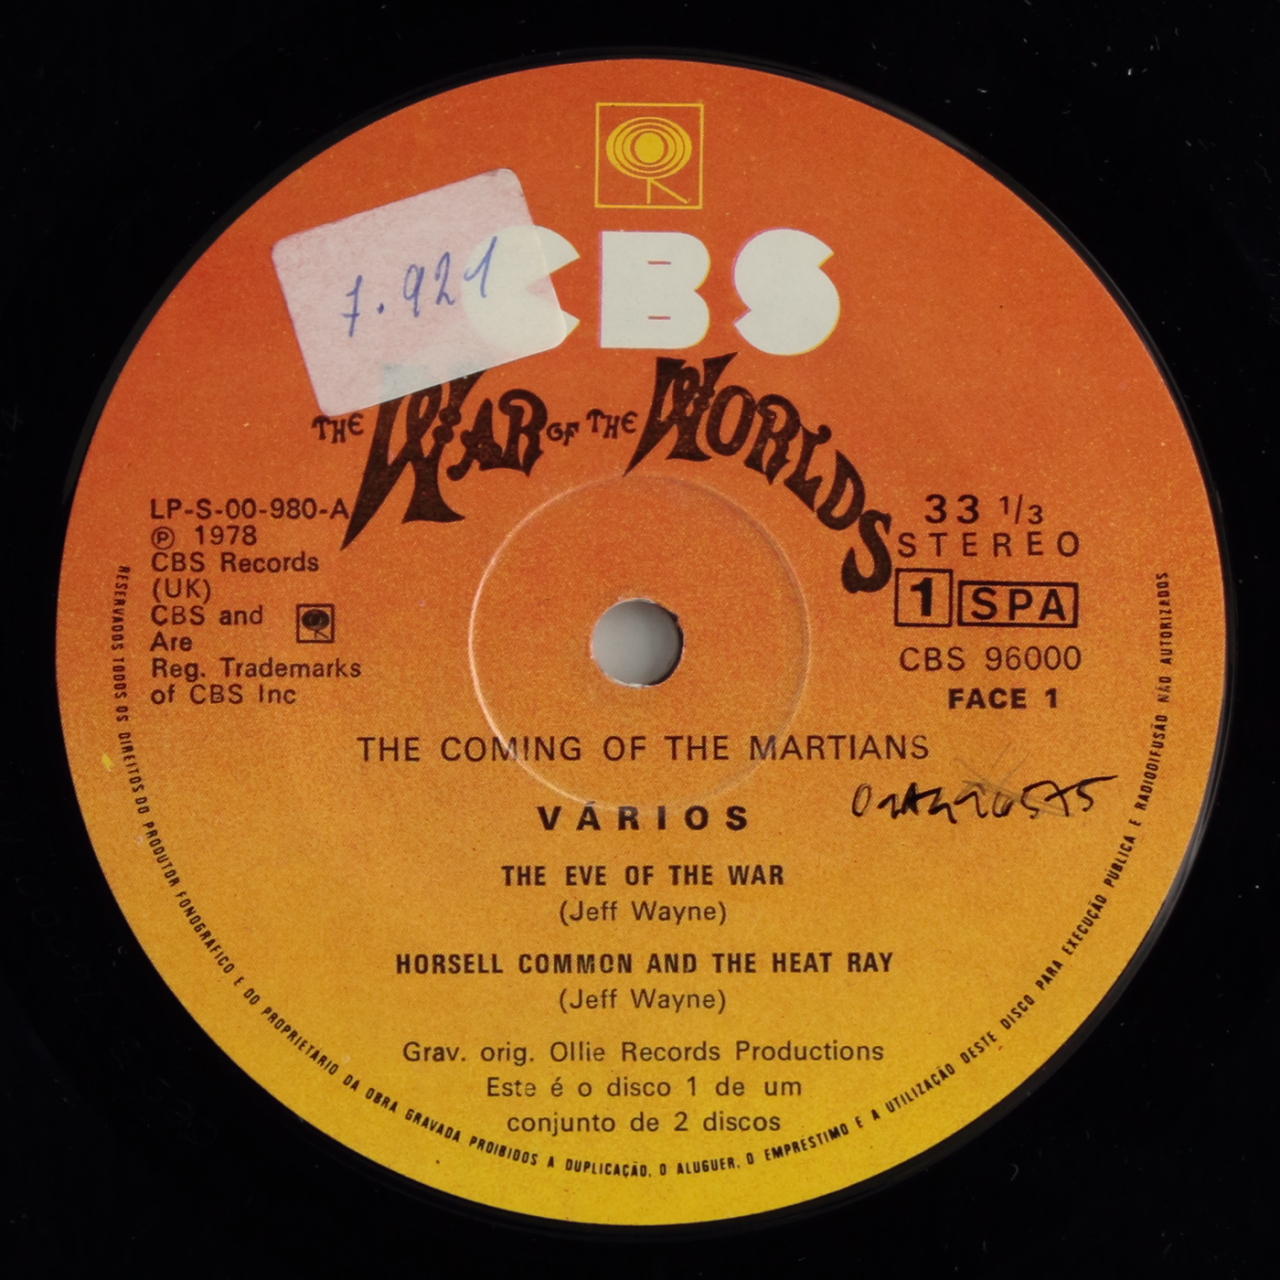 7.921
CBS
THE WAR OF THE WORLDS
LP-S-00-980-A
℗ 1978
CBS Records
(UK)
CBS and
Are
Reg. Trademarks
of CBS Inc
33 1/3
STEREO
1 SPA
CBS 96000
FACE 1
THE COMING OF THE MARTIANS
VÁRIOS
THE EVE OF THE WAR
(Jeff Wayne)
HORSELL COMMON AND THE HEAT RAY
(Jeff Wayne)
Grav. orig. Ollie Records Productions
Este é o disco 1 de um
conjunto de 2 discos
RESERVADOS TODOS OS DIREITOS DO PRODUTOR FONOGRÁFICO E DO PROPRIETÁRIO DA OBRA GRAVADA PROIBIDOS A DUPLICAÇÃO, O ALUGUER, O EMPRESTIMO E A UTILIZAÇÃO DESTE DISCO PARA EXECUÇÃO PÚBLICA E RADIODIFUSÃO NÃO AUTORIZADOS